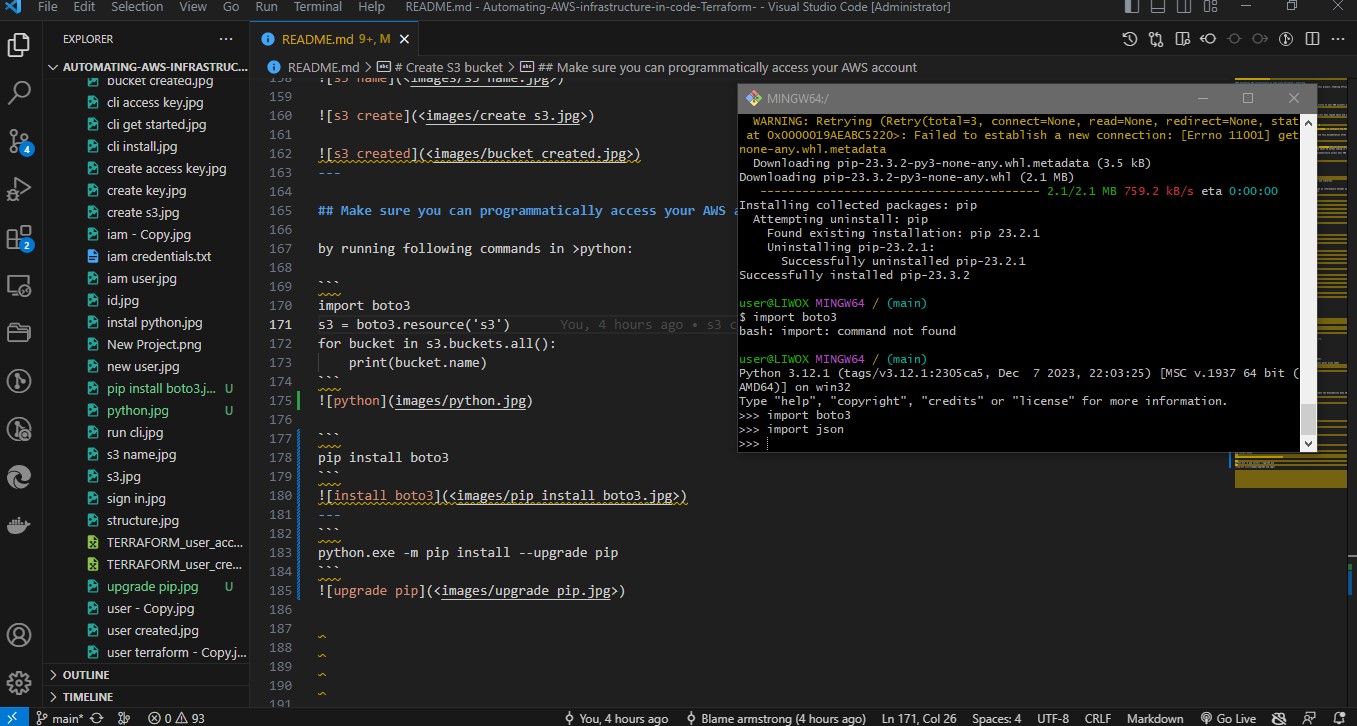 File Edit Selection View Go Run Terminal Help README.md - Automating-AWS-infrastructure-in-code-Terraform- - Visual Studio Code [Administrator]
EXPLORER ···
AUTOMATING-AWS-INFRASTRUC...
bucket created.jpg
cli access key.jpg
cli get started.jpg
cli install.jpg
create access key.jpg
create key.jpg
create s3.jpg
iam - Copy.jpg
iam credentials.txt
iam user.jpg
id.jpg
instal python.jpg
New Project.png
new user.jpg
pip install boto3.j... U
python.jpg U
run cli.jpg
s3 name.jpg
s3.jpg
sign in.jpg
structure.jpg
TERRAFORM_user_acc...
TERRAFORM_user_cre...
upgrade pip.jpg U
user - Copy.jpg
user created.jpg
user terraform - Copy.j...
OUTLINE
TIMELINE
4
2
README.md 9+, M
README.md > # Create S3 bucket > ## Make sure you can programmatically access your AWS account
158 ![s3 name](<images/s3 name.jpg>)
159
160 ![s3 create](<images/create s3.jpg>)
161
162 ![s3 created](<images/bucket created.jpg>)
163 ---
164
165 ## Make sure you can programmatically access your AWS a
166
167 by running following commands in >python:
168
169 ```
170 import boto3
171 s3 = boto3.resource('s3') You, 4 hours ago • s3 c
172 for bucket in s3.buckets.all():
173 print(bucket.name)
174 ```
175 ![python](images/python.jpg)
176
177 ```
178 pip install boto3
179 ```
180 ![install boto3](<images/pip install boto3.jpg>)
181 ---
182 ```
183 python.exe -m pip install --upgrade pip
184 ```
185 ![upgrade pip](<images/upgrade pip.jpg>)
186
187
188
189
190
191
MINGW64:/
WARNING: Retrying (Retry(total=3, connect=None, read=None, redirect=None, stat
at 0x0000019AEABC5220>: Failed to establish a new connection: [Errno 11001] get
none-any.whl.metadata
Downloading pip-23.3.2-py3-none-any.whl.metadata (3.5 kB)
Downloading pip-23.3.2-py3-none-any.whl (2.1 MB)
---------------------------------------- 2.1/2.1 MB 759.2 kB/s eta 0:00:00
Installing collected packages: pip
Attempting uninstall: pip
Found existing installation: pip 23.2.1
Uninstalling pip-23.2.1:
Successfully uninstalled pip-23.2.1
Successfully installed pip-23.3.2
user@LIWOX MINGW64 / (main)
$ import boto3
bash: import: command not found
user@LIWOX MINGW64 / (main)
Python 3.12.1 (tags/v3.12.1:2305ca5, Dec 7 2023, 22:03:25) [MSC v.1937 64 bit (
AMD64)] on win32
Type "help", "copyright", "credits" or "license" for more information.
>>> import boto3
>>> import json
>>>
main* 0 93 You, 4 hours ago Blame armstrong (4 hours ago) Ln 171, Col 26 Spaces: 4 UTF-8 CRLF Markdown Go Live